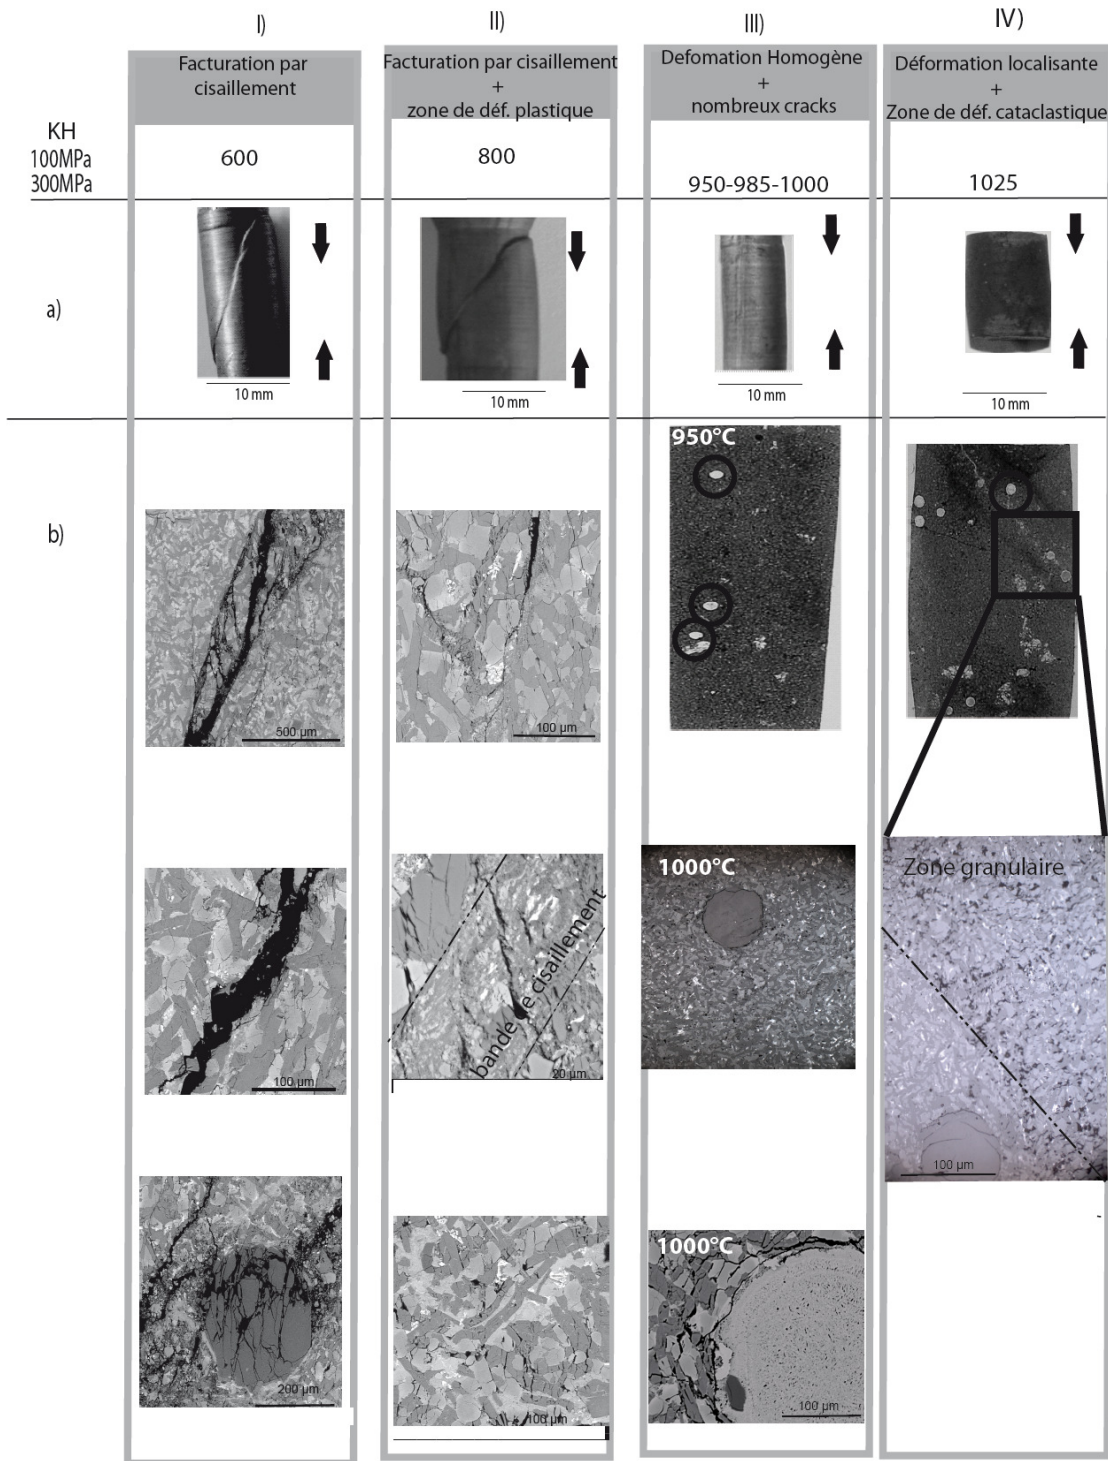 I)
II)
III)
IV)
Facturation par
cisaillement
Facturation par cisaillement
+
zone de déf. plastique
Defomation Homogène
+
nombreux cracks
Déformation localisante
+
Zone de déf. cataclastique
KH
100MPa
300MPa
600
800
950-985-1000
1025
a)
10 mm
10 mm
10 mm
10 mm
b)
950°C
500 µm
100 µm
1000°C
Zone granulaire
bande de cisaillement
100 µm
20 µm
100 µm
1000°C
200 µm
100 µm
100 µm